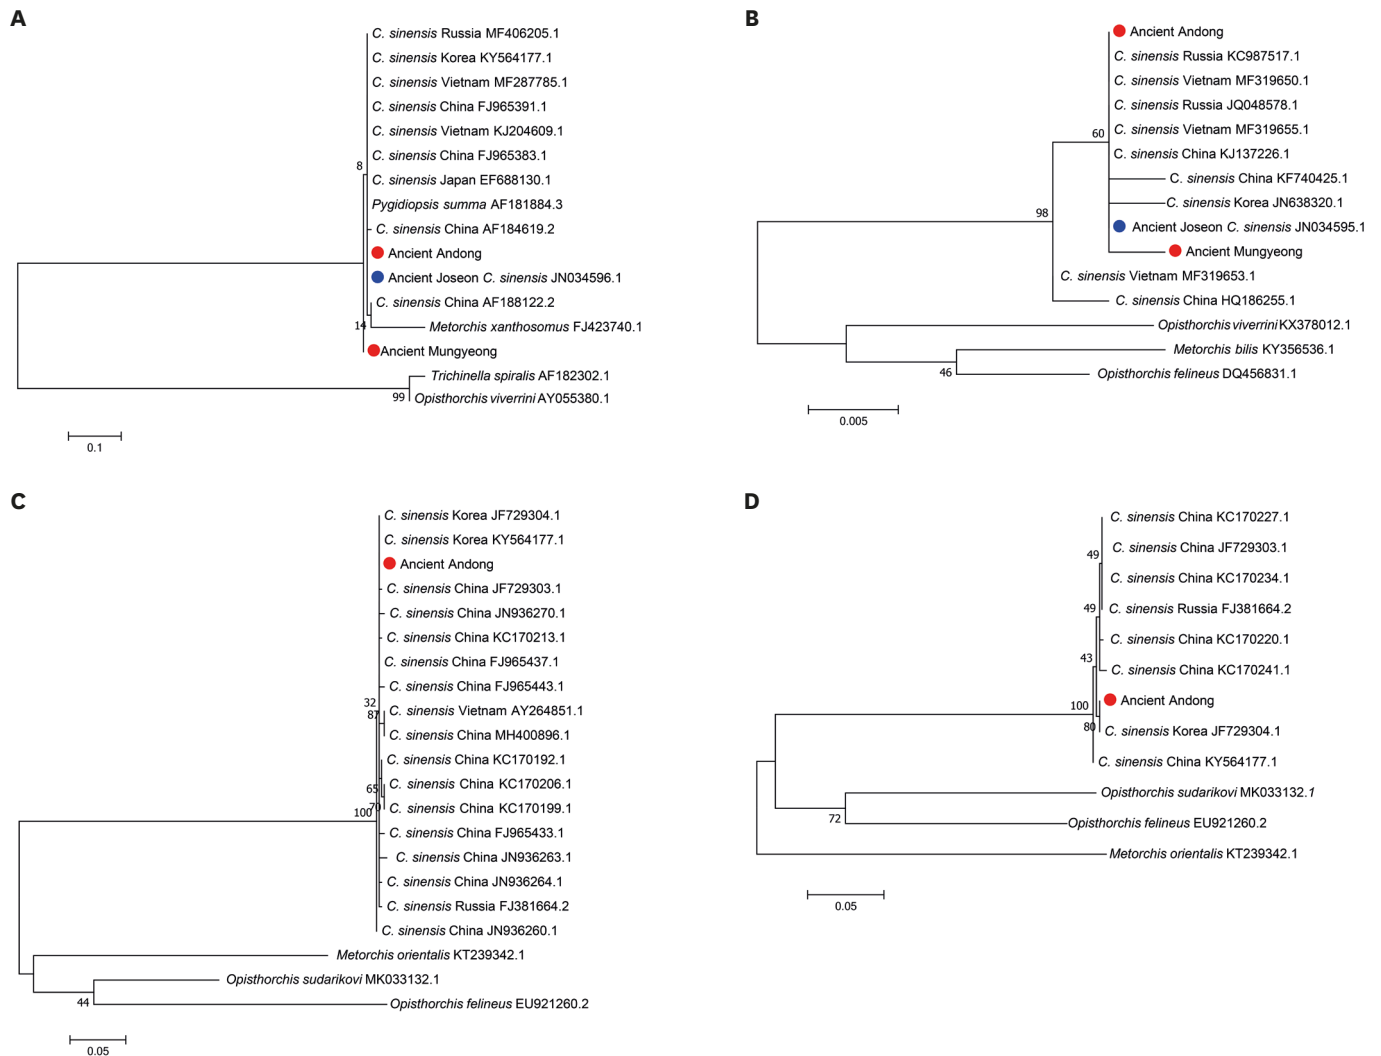 A
C. sinensis Russia MF406205.1
C. sinensis Korea KY564177.1
C. sinensis Vietnam MF287785.1
C. sinensis China FJ965391.1
C. sinensis Vietnam KJ204609.1
C. sinensis China FJ965383.1
8
C. sinensis Japan EF688130.1
Pygidiopsis summa AF181884.3
C. sinensis China AF184619.2
Ancient Andong
Ancient Joseon C. sinensis JN034596.1
C. sinensis China AF188122.2
14
Metorchis xanthosomus FJ423740.1
Ancient Mungyeong
Trichinella spiralis AF182302.1
99
Opisthorchis viverrini AY055380.1
0.1
B
Ancient Andong
C. sinensis Russia KC987517.1
C. sinensis Vietnam MF319650.1
C. sinensis Russia JQ048578.1
60
C. sinensis Vietnam MF319655.1
C. sinensis China KJ137226.1
C. sinensis China KF740425.1
C. sinensis Korea JN638320.1
98
Ancient Joseon C. sinensis JN034595.1
Ancient Mungyeong
C. sinensis Vietnam MF319653.1
C. sinensis China HQ186255.1
Opisthorchis viverrini KX378012.1
Metorchis bilis KY356536.1
46
Opisthorchis felineus DQ456831.1
0.005
C
C. sinensis Korea JF729304.1
C. sinensis Korea KY564177.1
Ancient Andong
C. sinensis China JF729303.1
C. sinensis China JN936270.1
C. sinensis China KC170213.1
C. sinensis China FJ965437.1
C. sinensis China FJ965443.1
32
87
C. sinensis Vietnam AY264851.1
C. sinensis China MH400896.1
C. sinensis China KC170192.1
65
C. sinensis China KC170206.1
70
C. sinensis China KC170199.1
100
C. sinensis China FJ965433.1
C. sinensis China JN936263.1
C. sinensis China JN936264.1
C. sinensis Russia FJ381664.2
C. sinensis China JN936260.1
Metorchis orientalis KT239342.1
Opisthorchis sudarikovi MK033132.1
44
Opisthorchis felineus EU921260.2
0.05
D
C. sinensis China KC170227.1
49
C. sinensis China JF729303.1
C. sinensis China KC170234.1
49
C. sinensis Russia FJ381664.2
C. sinensis China KC170220.1
43
C. sinensis China KC170241.1
100
Ancient Andong
80
C. sinensis Korea JF729304.1
C. sinensis China KY564177.1
Opisthorchis sudarikovi MK033132.1
72
Opisthorchis felineus EU921260.2
Metorchis orientalis KT239342.1
0.05